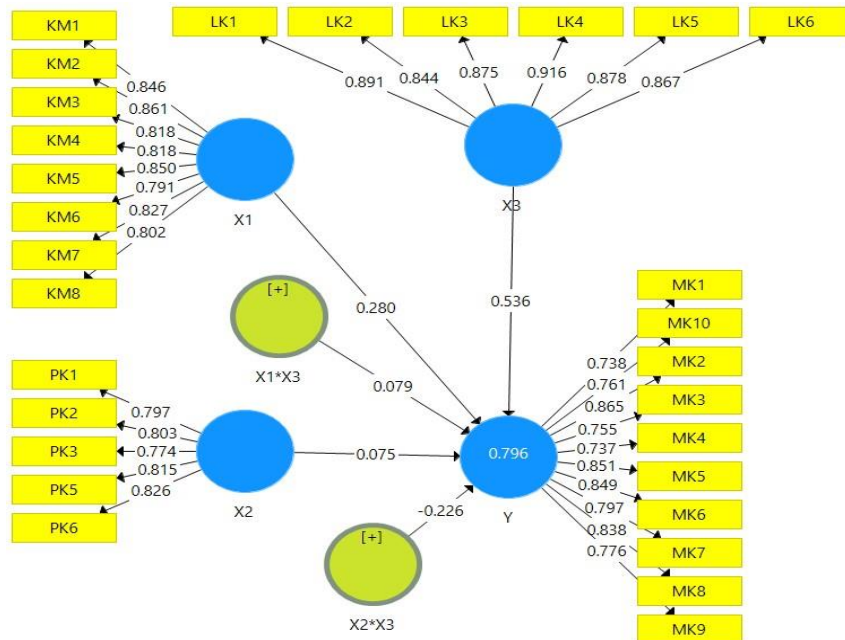 KM1
KM2
KM3
KM4
KM5
KM6
KM7
KM8
0.846
0.861
0.818
0.818
0.850
0.791
0.827
0.802
X1
LK1
LK2
LK3
LK4
LK5
LK6
0.891
0.844
0.875
0.916
0.878
0.867
X3
0.280
0.536
[+]
X1*X3
0.079
PK1
PK2
PK3
PK5
PK6
0.797
0.803
0.774
0.815
0.826
X2
0.075
[+]
X2*X3
-0.226
0.796
Y
0.738
0.761
0.865
0.755
0.737
0.851
0.849
0.797
0.838
0.776
MK1
MK10
MK2
MK3
MK4
MK5
MK6
MK7
MK8
MK9